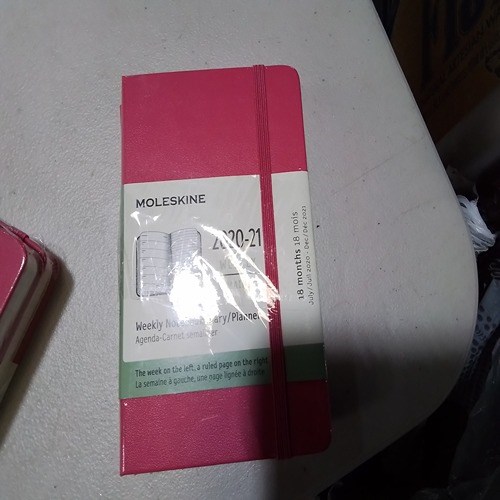 MOLESKINE
2020-21
Weekly
/Planner
Agenda-Carnet semainier
The week on the left, a ruled page on the right.
La semaine à gauche, une page lignée à droite.
18 months 18 mois
July/Juil 2020 - Dec/Déc 2021